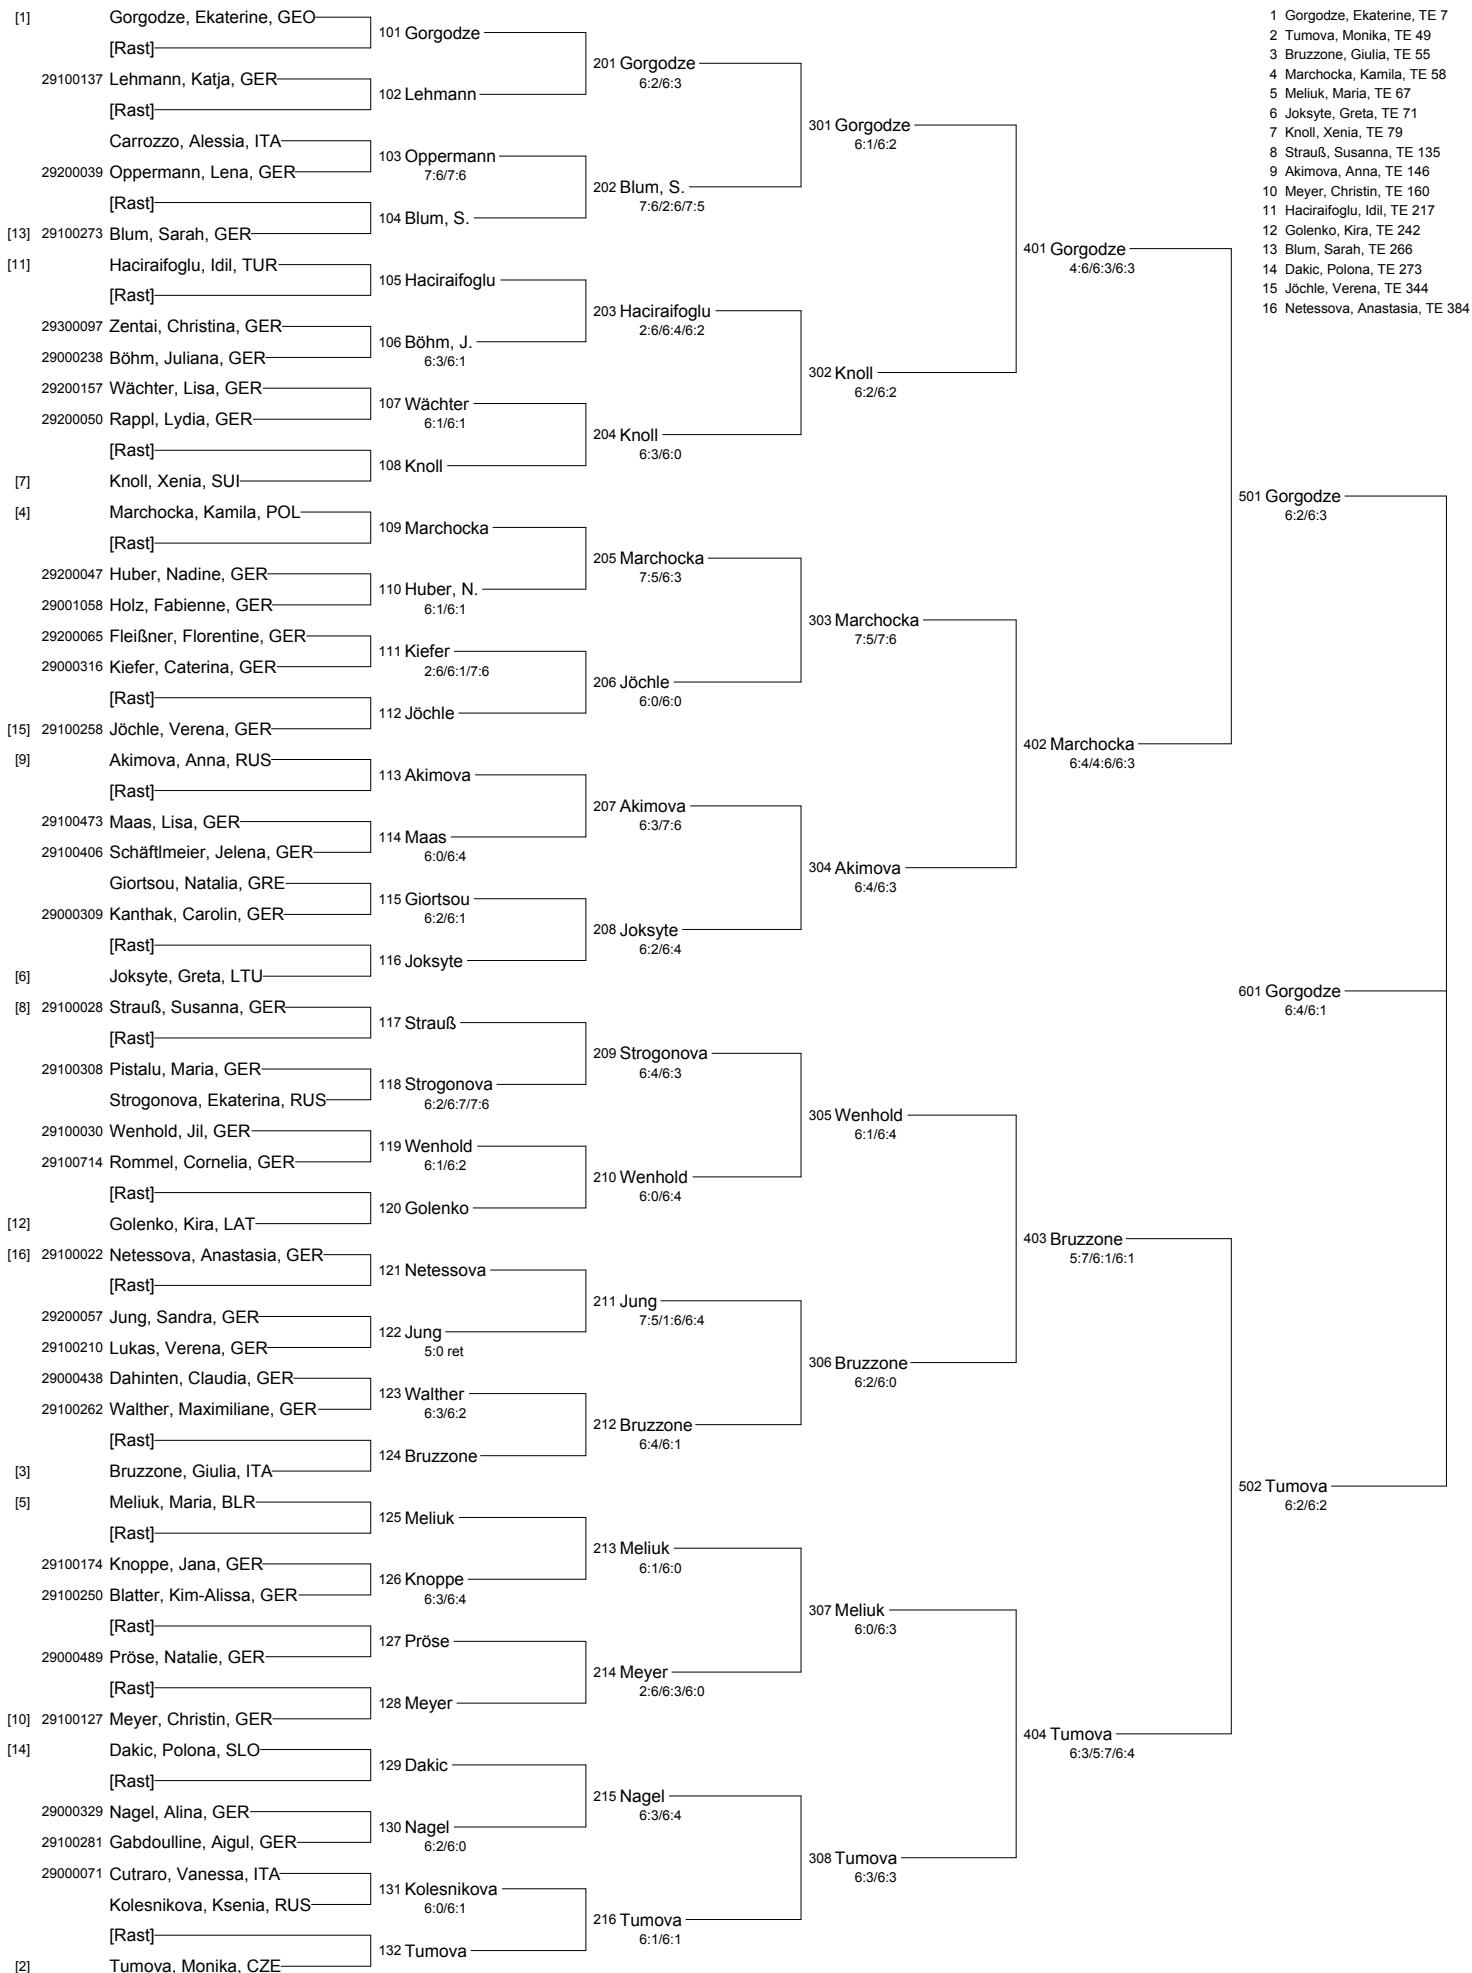 [1] Gorgodze, Ekaterine, GEO
[Rast]
29100137 Lehmann, Katja, GER
[Rast]
Carrozzo, Alessia, ITA
29200039 Oppermann, Lena, GER
[Rast]
[13] 29100273 Blum, Sarah, GER
[11] Haciraifoglu, Idil, TUR
[Rast]
29300097 Zentai, Christina, GER
29000238 Böhm, Juliana, GER
29200157 Wächter, Lisa, GER
29200050 Rappl, Lydia, GER
[Rast]
[7] Knoll, Xenia, SUI
[4] Marchocka, Kamila, POL
[Rast]
29200047 Huber, Nadine, GER
29001058 Holz, Fabienne, GER
29200065 Fleißner, Florentine, GER
29000316 Kiefer, Caterina, GER
[Rast]
[15] 29100258 Jöchle, Verena, GER
[9] Akimova, Anna, RUS
[Rast]
29100473 Maas, Lisa, GER
29100406 Schäftlmeier, Jelena, GER
Giortsou, Natalia, GRE
29000309 Kanthak, Carolin, GER
[Rast]
[6] Joksyte, Greta, LTU
[8] 29100028 Strauß, Susanna, GER
[Rast]
29100308 Pistalu, Maria, GER
Strogonova, Ekaterina, RUS
29100030 Wenhold, Jil, GER
29100714 Rommel, Cornelia, GER
[Rast]
[12] Golenko, Kira, LAT
[16] 29100022 Netessova, Anastasia, GER
[Rast]
29200057 Jung, Sandra, GER
29100210 Lukas, Verena, GER
29000438 Dahinten, Claudia, GER
29100262 Walther, Maximiliane, GER
[Rast]
[3] Bruzzone, Giulia, ITA
[5] Meliuk, Maria, BLR
[Rast]
29100174 Knoppe, Jana, GER
29100250 Blatter, Kim-Alissa, GER
[Rast]
29000489 Pröse, Natalie, GER
[Rast]
[10] 29100127 Meyer, Christin, GER
[14] Dakic, Polona, SLO
[Rast]
29000329 Nagel, Alina, GER
29100281 Gabdoulline, Aigul, GER
29000071 Cutraro, Vanessa, ITA
Kolesnikova, Ksenia, RUS
[Rast]
[2] Tumova, Monika, CZE
101 Gorgodze
102 Lehmann
103 Oppermann
7:6/7:6
104 Blum, S.
105 Haciraifoglu
106 Böhm, J.
6:3/6:1
107 Wächter
6:1/6:1
108 Knoll
109 Marchocka
110 Huber, N.
6:1/6:1
111 Kiefer
2:6/6:1/7:6
112 Jöchle
113 Akimova
114 Maas
6:0/6:4
115 Giortsou
6:2/6:1
116 Joksyte
117 Strauß
118 Strogonova
6:2/6:7/7:6
119 Wenhold
6:1/6:2
120 Golenko
121 Netessova
122 Jung
5:0 ret
123 Walther
6:3/6:2
124 Bruzzone
125 Meliuk
126 Knoppe
6:3/6:4
127 Pröse
128 Meyer
129 Dakic
130 Nagel
6:2/6:0
131 Kolesnikova
6:0/6:1
132 Tumova
201 Gorgodze
6:2/6:3
202 Blum, S.
7:6/2:6/7:5
203 Haciraifoglu
2:6/6:4/6:2
204 Knoll
6:3/6:0
205 Marchocka
7:5/6:3
206 Jöchle
6:0/6:0
207 Akimova
6:3/7:6
208 Joksyte
6:2/6:4
209 Strogonova
6:4/6:3
210 Wenhold
6:0/6:4
211 Jung
7:5/1:6/6:4
212 Bruzzone
6:4/6:1
213 Meliuk
6:1/6:0
214 Meyer
2:6/6:3/6:0
215 Nagel
6:3/6:4
216 Tumova
6:1/6:1
301 Gorgodze
6:1/6:2
302 Knoll
6:2/6:2
303 Marchocka
7:5/7:6
304 Akimova
6:4/6:3
305 Wenhold
6:1/6:4
306 Bruzzone
6:2/6:0
307 Meliuk
6:0/6:3
308 Tumova
6:3/6:3
401 Gorgodze
4:6/6:3/6:3
402 Marchocka
6:4/4:6/6:3
403 Bruzzone
5:7/6:1/6:1
404 Tumova
6:3/5:7/6:4
501 Gorgodze
6:2/6:3
601 Gorgodze
6:4/6:1
502 Tumova
6:2/6:2
1 Gorgodze, Ekaterine, TE 7
2 Tumova, Monika, TE 49
3 Bruzzone, Giulia, TE 55
4 Marchocka, Kamila, TE 58
5 Meliuk, Maria, TE 67
6 Joksyte, Greta, TE 71
7 Knoll, Xenia, TE 79
8 Strauß, Susanna, TE 135
9 Akimova, Anna, TE 146
10 Meyer, Christin, TE 160
11 Haciraifoglu, Idil, TE 217
12 Golenko, Kira, TE 242
13 Blum, Sarah, TE 266
14 Dakic, Polona, TE 273
15 Jöchle, Verena, TE 344
16 Netessova, Anastasia, TE 384